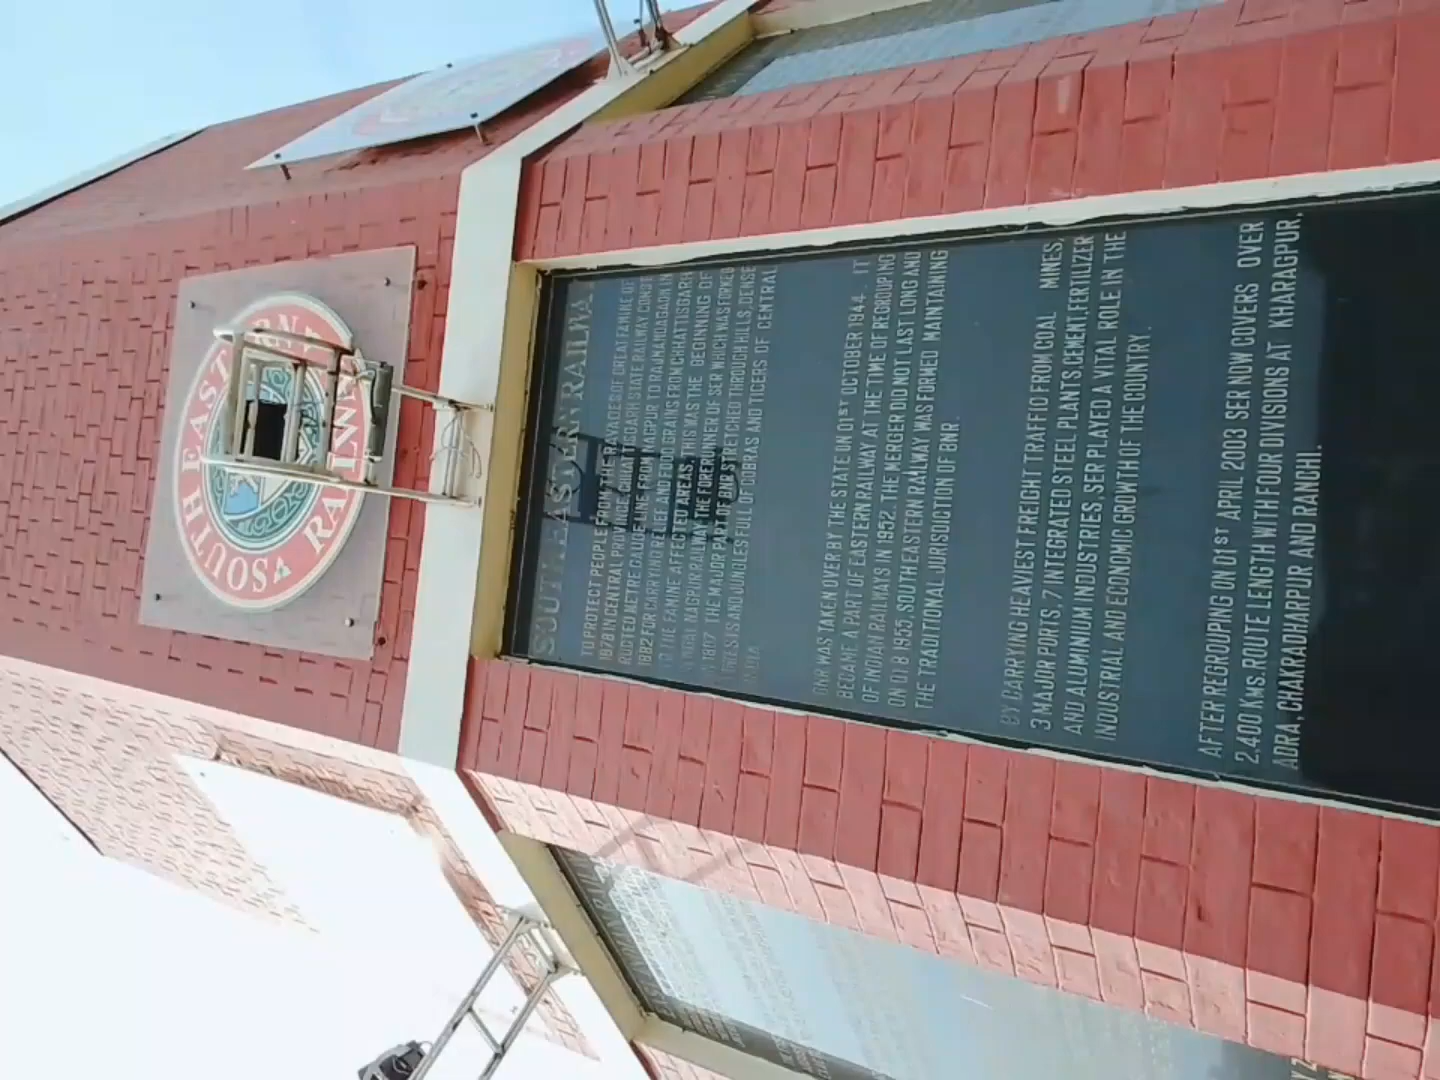 SOUTH EASTERN RAILWAY
SOUTH EASTERN RAILWA
TO PROTECT PEOPLE FROM THE RAVAGES OF GREAT FAMINE OF
1878 IN CENTRAL PROVINCE CHHATTISGARH STATE RAILWAY CONST
RUCTED METRE GAUGE LINE FROM NAGPUR TO RAJNANDAGAON IN
1882 FOR CARRYING RELIEF AND FOOD GRAINS FROM CHHATTISGARH
THE FAMINE AFFECTED AREAS. THIS WAS THE BEGINNING OF
NAGPUR RAILWAY THE FORERUNNER OF SER WHICH WAS FORMED
1887 THE MAJOR PART OF BNR STRETCHED THROUGH HILLS, DENSE
AND JUNGLES FULL OF COBRAS AND TIGERS OF CENTRAL
BNR WAS TAKEN OVER BY THE STATE ON 01ST OCTOBER 1944. IT
BECAME A PART OF EASTERN RAILWAY AT THE TIME OF REGROUPING
OF INDIAN RAILWAYS IN 1952. THE MERGER DID NOT LAST LONG AND
ON 01 8 1955, SOUTH EASTERN RAILWAY WAS FORMED MAINTAINING
THE TRADITIONAL JURISDICTION OF BNR.
BY CARRYING HEAVIEST FREIGHT TRAFFIC FROM COAL MINES,
3 MAJOR PORTS, 7 INTEGRATED STEEL PLANTS,CEMENT,FERTILIZER
AND ALUMINIUM INDUSTRIES, SER PLAYED A VITAL ROLE IN THE
INDUSTRIAL AND ECONOMIC GROWTH OF THE COUNTRY.
AFTER REGROUPING ON 01ST APRIL 2003 SER NOW COVERS OVER
2,400 KMS. ROUTE LENGTH WITH FOUR DIVISIONS AT KHARAGPUR,
ADRA, CHAKRADHARPUR AND RANCHI.